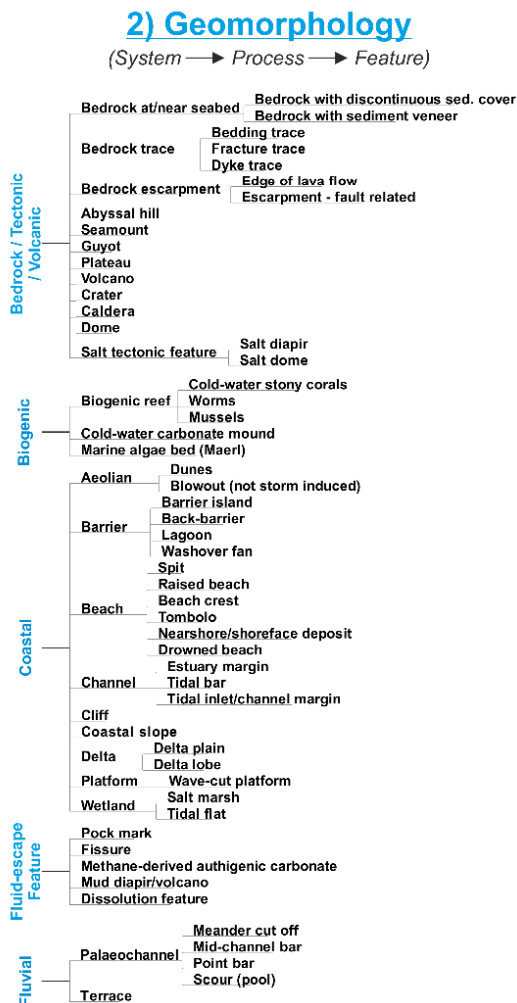 2) Geomorphology
(System → Process → Feature)
Bedrock / Tectonic
/ Volcanic
Bedrock at/near seabed
Bedrock with discontinuous sed. cover
Bedrock with sediment veneer
Bedrock trace
Bedding trace
Fracture trace
Dyke trace
Bedrock escarpment
Edge of lava flow
Escarpment - fault related
Abyssal hill
Seamount
Guyot
Plateau
Volcano
Crater
Caldera
Dome
Salt tectonic feature
Salt diapir
Salt dome
Biogenic
Biogenic reef
Cold-water stony corals
Worms
Mussels
Cold-water carbonate mound
Marine algae bed (Maerl)
Coastal
Aeolian
Dunes
Blowout (not storm induced)
Barrier
Barrier island
Back-barrier
Lagoon
Washover fan
Beach
Spit
Raised beach
Beach crest
Tombolo
Nearshore/shoreface deposit
Drowned beach
Channel
Estuary margin
Tidal bar
Tidal inlet/channel margin
Cliff
Coastal slope
Delta
Delta plain
Delta lobe
Platform
Wave-cut platform
Wetland
Salt marsh
Tidal flat
Fluid-escape
Feature
Pock mark
Fissure
Methane-derived authigenic carbonate
Mud diapir/volcano
Dissolution feature
Fluvial
Palaeochannel
Meander cut off
Mid-channel bar
Point bar
Scour (pool)
Terrace